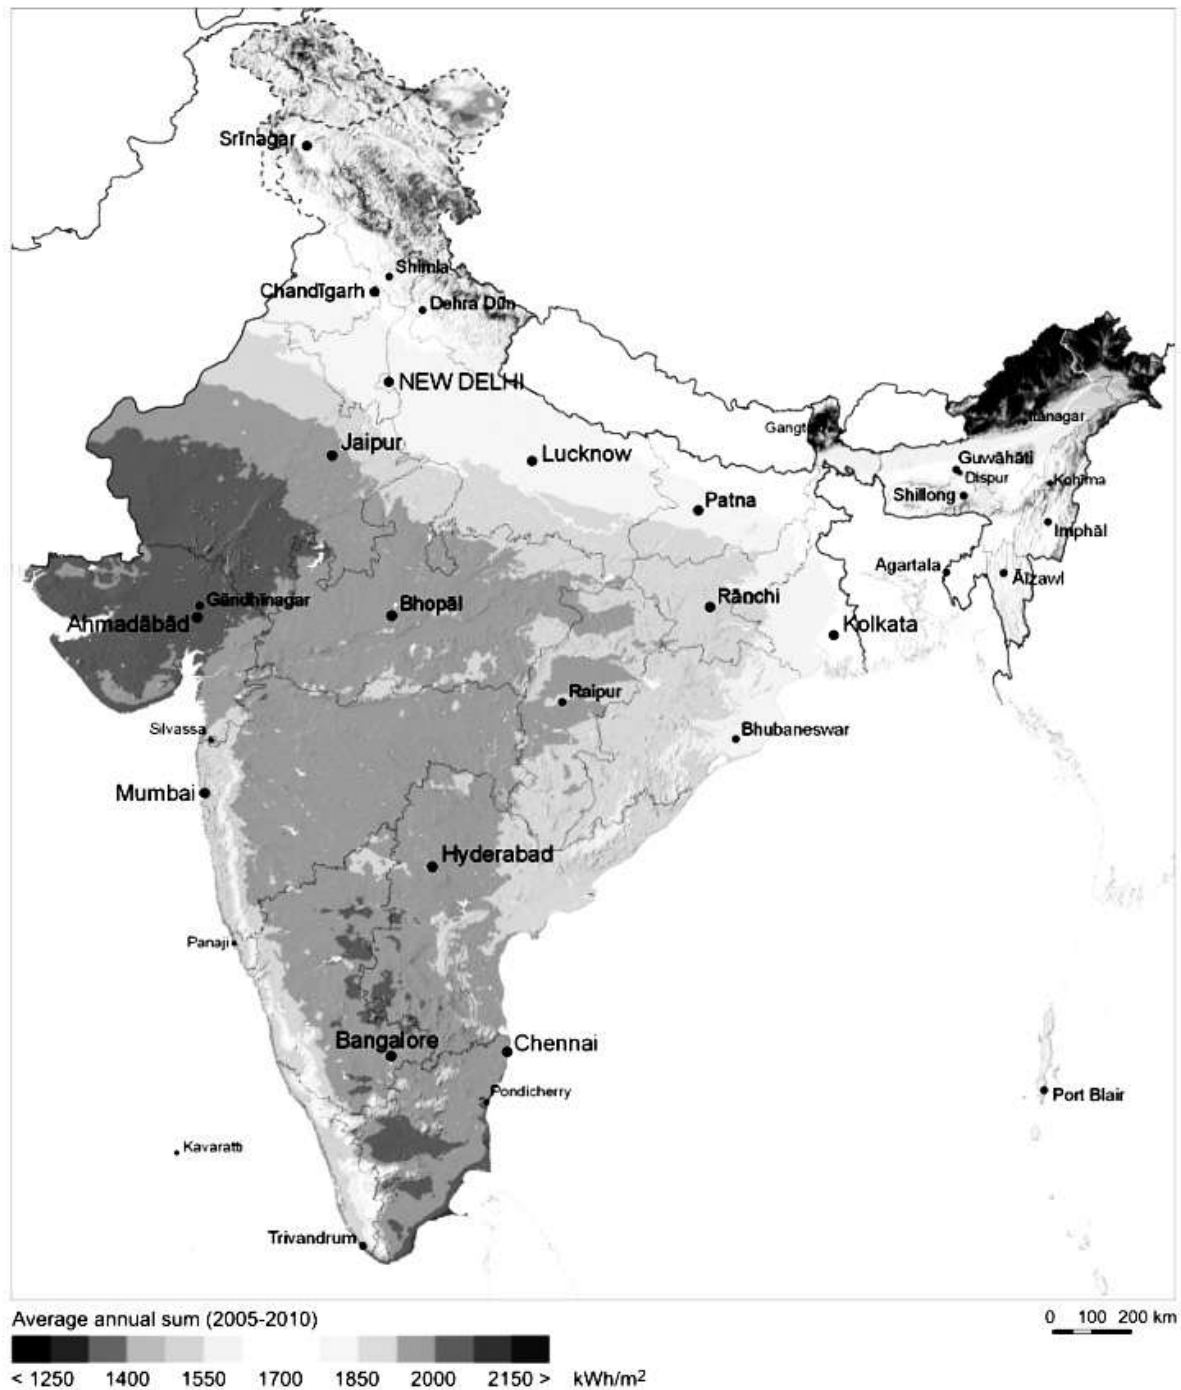 Srīnagar
Shimla
Chandīgarh
Dehra Dūn
NEW DELHI
Jaipur
Lucknow
Gangtok
Itanagar
Guwāhāti
Dispur
Shillong
Kohima
Patna
Imphāl
Agartala
Āīzawl
Gāndhīnagar
Ahmadābād
Bhopāl
Rānchi
Kolkata
Raipur
Silvassa
Bhubaneswar
Mumbai
Hyderabad
Panaji
Bangalore
Chennai
Pondicherry
Port Blair
Kavaratti
Trivandrum
Average annual sum (2005-2010)
0 100 200 km
< 1250 1400 1550 1700 1850 2000 2150 > kWh/m2